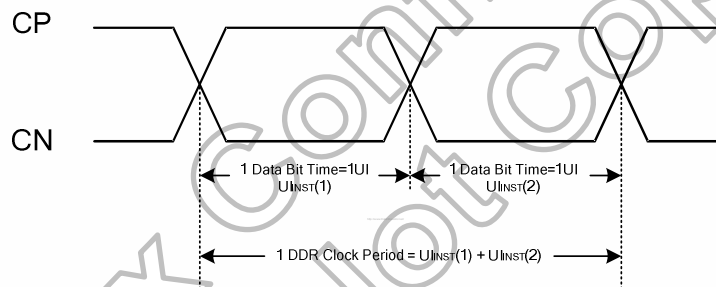 CP
CN
1 Data Bit Time=1UI
UIINST(1)
1 Data Bit Time=1UI
UIINST(2)
1 DDR Clock Period = UIINST(1) + UIINST(2)